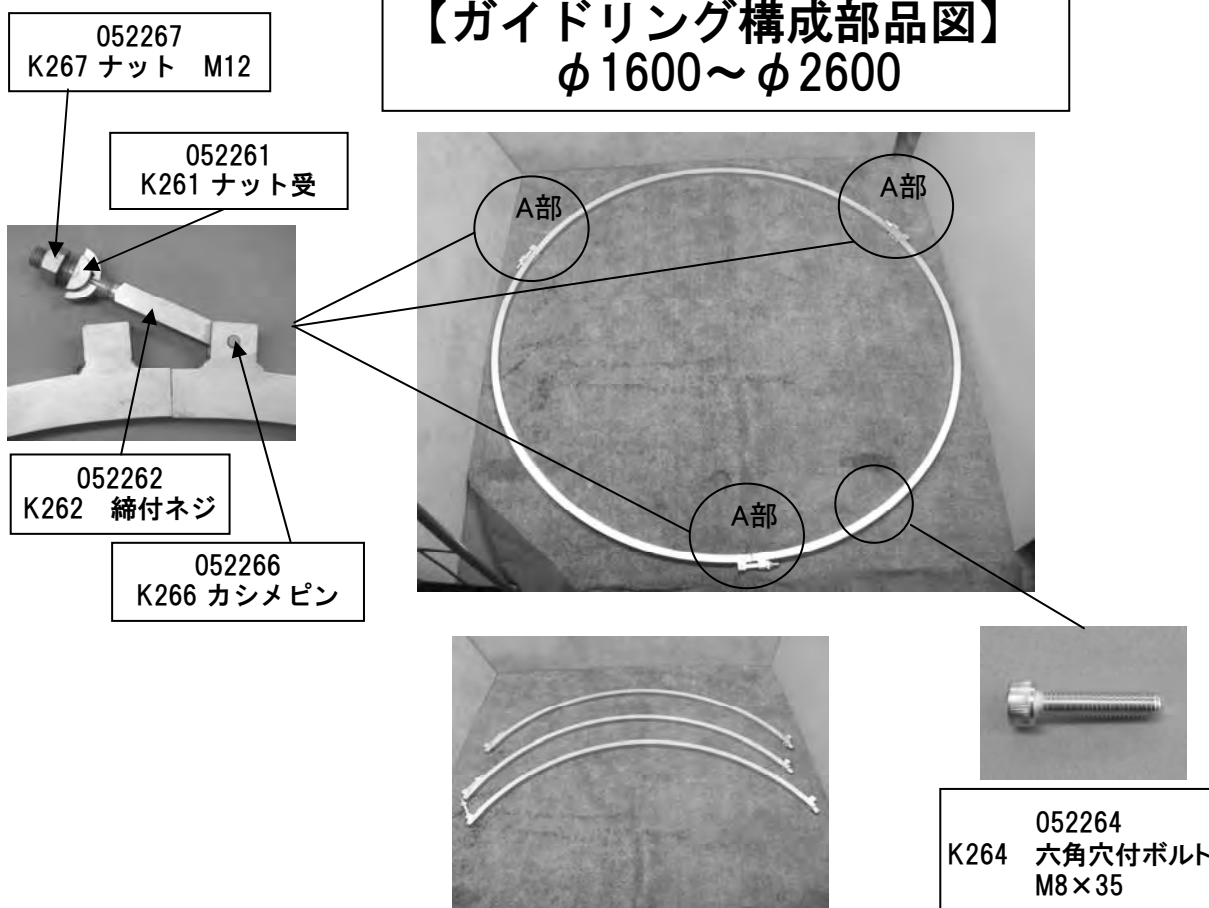 【ガイドリング構成部品図】
φ1600～φ2600
052267
K267 ナット M12
052261
K261 ナット受
A部
A部
A部
052262
K262 締付ネジ
052266
K266 カシメピン
052264
K264 六角穴付ボルト
M8×35